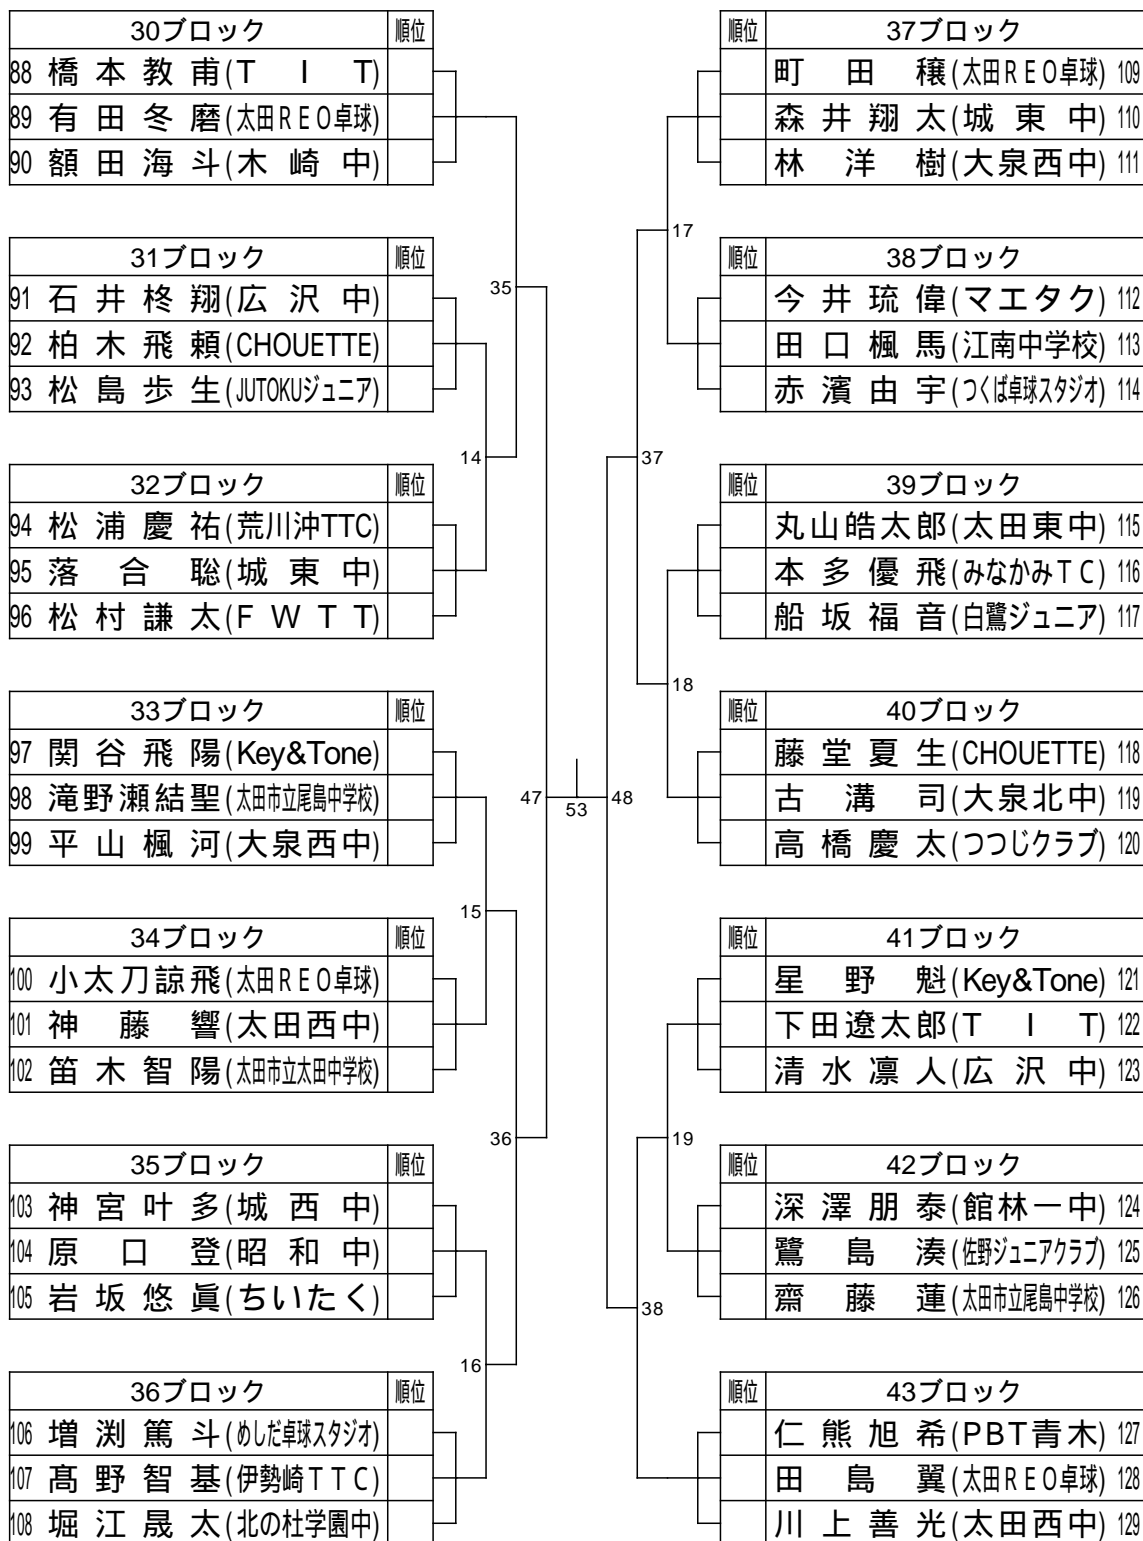 30ブロック 順位
88 橋本教甫(TIT)
89 有田冬磨(太田REO卓球)
90 額田海斗(木崎中)
31ブロック 順位
91 石井柊翔(広沢中)
92 柏木飛頼(CHOUETTE)
93 松島歩生(JUTOKUジュニア)
32ブロック 順位
94 松浦慶祐(荒川沖TTC)
95 落合聡(城東中)
96 松村謙太(FWTT)
33ブロック 順位
97 関谷飛陽(Key&Tone)
98 滝野瀬結聖(太田市立尾島中学校)
99 平山楓河(大泉西中)
34ブロック 順位
100 小太刀諒飛(太田REO卓球)
101 神藤響(太田西中)
102 笛木智陽(太田市立太田中学校)
35ブロック 順位
103 神宮叶多(城西中)
104 原口登(昭和中)
105 岩坂悠眞(ちいたく)
36ブロック 順位
106 増渕篤斗(めしだ卓球スタジオ)
107 髙野智基(伊勢崎TTC)
108 堀江晟太(北の杜学園中)
35
14
47
15
36
16
53
48
17
37
18
19
38
順位 37ブロック
町田穣(太田REO卓球) 109
森井翔太(城東中) 110
林洋樹(大泉西中) 111
順位 38ブロック
今井琉偉(マエタク) 112
田口楓馬(江南中学校) 113
赤濱由宇(つくば卓球スタジオ) 114
順位 39ブロック
丸山皓太郎(太田東中) 115
本多優飛(みなかみTC) 116
船坂福音(白鷺ジュニア) 117
順位 40ブロック
藤堂夏生(CHOUETTE) 118
古溝司(大泉北中) 119
高橋慶太(つつじクラブ) 120
順位 41ブロック
星野魁(Key&Tone) 121
下田遼太郎(TIT) 122
清水凛人(広沢中) 123
順位 42ブロック
深澤朋泰(館林一中) 124
鷺島湊(佐野ジュニアクラブ) 125
齋藤蓮(太田市立尾島中学校) 126
順位 43ブロック
仁熊旭希(PBT青木) 127
田島翼(太田REO卓球) 128
川上善光(太田西中) 129